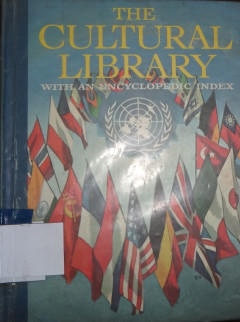 THE
CULTURAL
LIBRARY
WITH AN ENCYCLOPEDIC INDEX